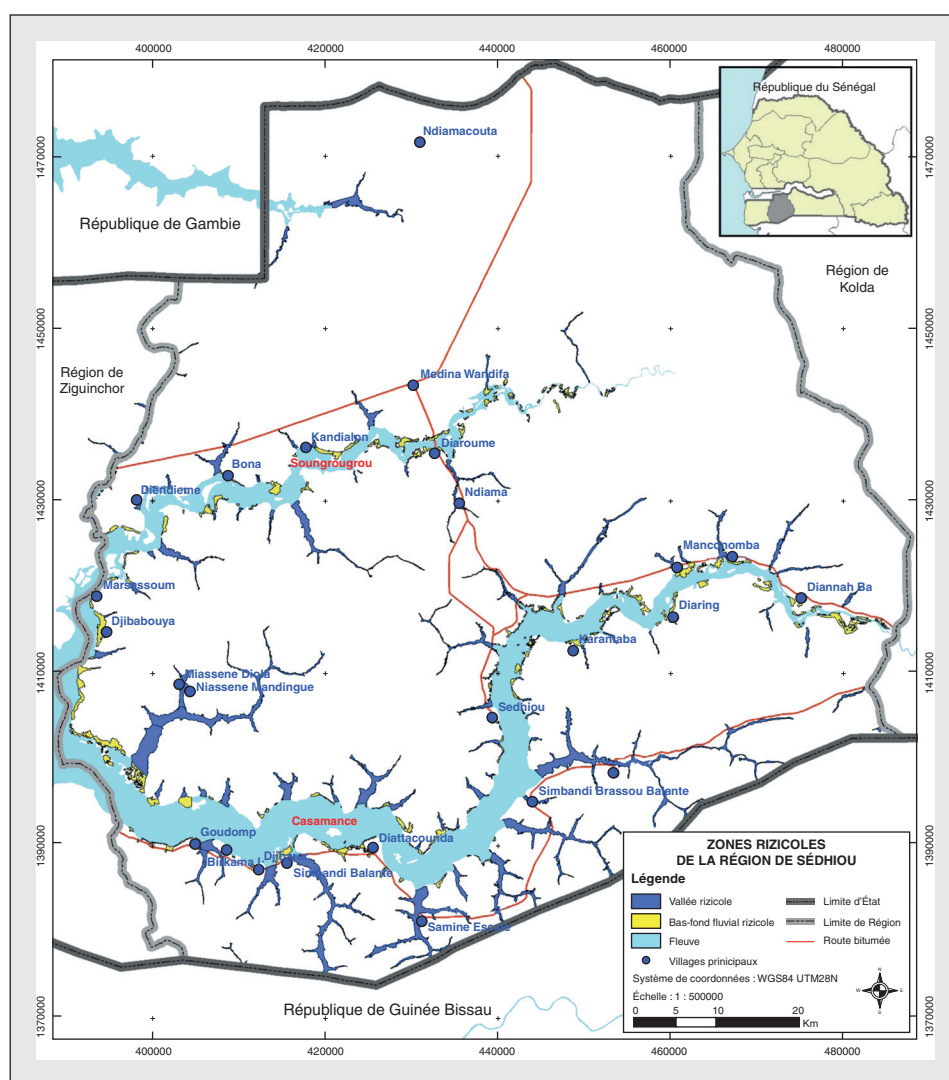 400000
420000
440000
460000
480000
République du Sénégal
Ndiamacouta
1470000
1470000
République de Gambie
Région de
Kolda
1450000
1450000
Région de
Ziguinchor
Medina Wandifa
Kandialon
Diaroume
Soungrougrou
Bona
Diendieme
Ndiama
1430000
1430000
Manconomba
Marsassoum
Diannah Ba
Diaring
Djibabouya
Karantaba
1410000
1410000
Miassene Diola
Niassene Mandingue
Sedhiou
Simbandi Brassou Balante
Casamance
Goudomp
Diattacounda
1390000
1390000
Birkama
Simbandi Balante
Samine
ZONES RIZICOLES
DE LA RÉGION DE SÉDHIOU
Légende
Vallée rizicole
Limite d'État
Bas-fond fluvial rizicole
Limite de Région
Fleuve
Route bitumée
Villages prinicipaux
Système de coordonnées : WGS84 UTM28N
Échelle : 1 : 500000
0 5 10 20
Km
N
W E
S
République de Guinée Bissau
1370000
1370000
400000
420000
440000
460000
480000